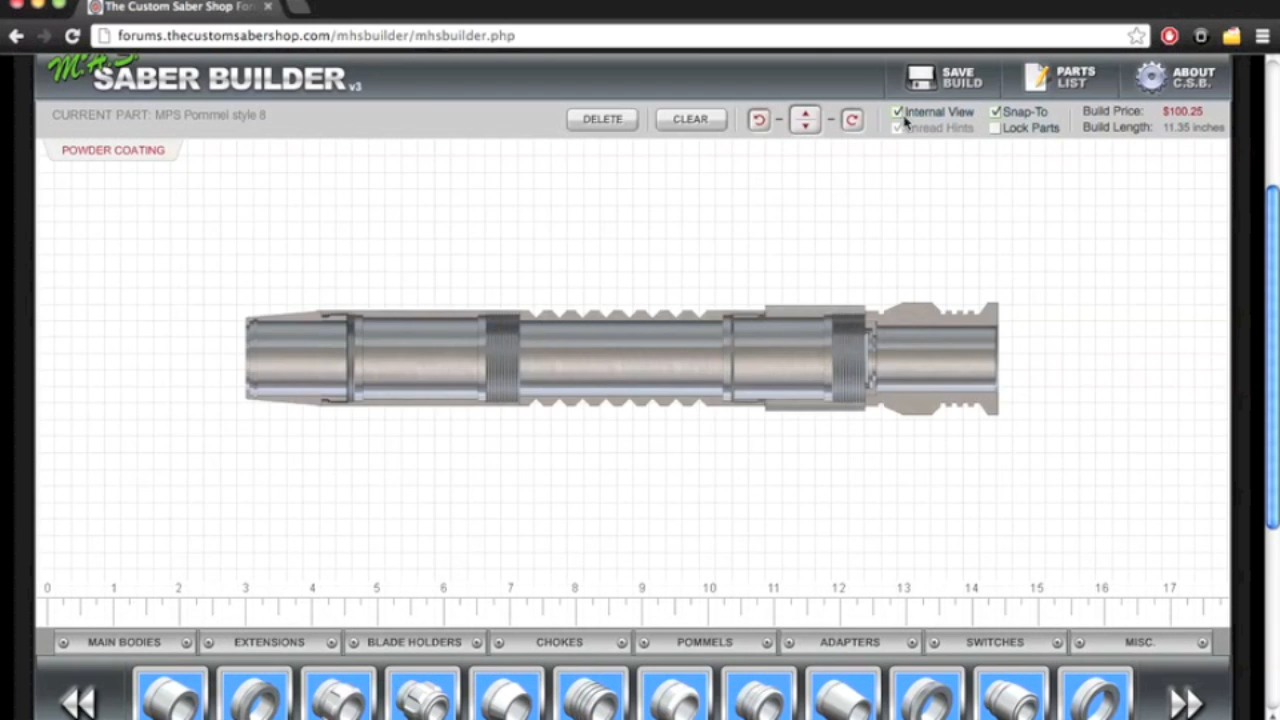 The Custom Saber Shop For
forums.thecustomsabershop.com/mhsbuilder/mhsbuilder.php
M.H.S.
SABER BUILDER v3
SAVE BUILD
PARTS LIST
ABOUT C.S.B.
CURRENT PART: MPS Pommel style 8
DELETE
CLEAR
Internal View
Snap-To
Build Price: $100.25
Thread Hints
Lock Parts
Build Length: 11.35 inches
POWDER COATING
0 1 2 3 4 5 6 7 8 9 10 11 12 13 14 15 16 17
MAIN BODIES
EXTENSIONS
BLADE HOLDERS
CHOKES
POMMELS
ADAPTERS
SWITCHES
MISC.